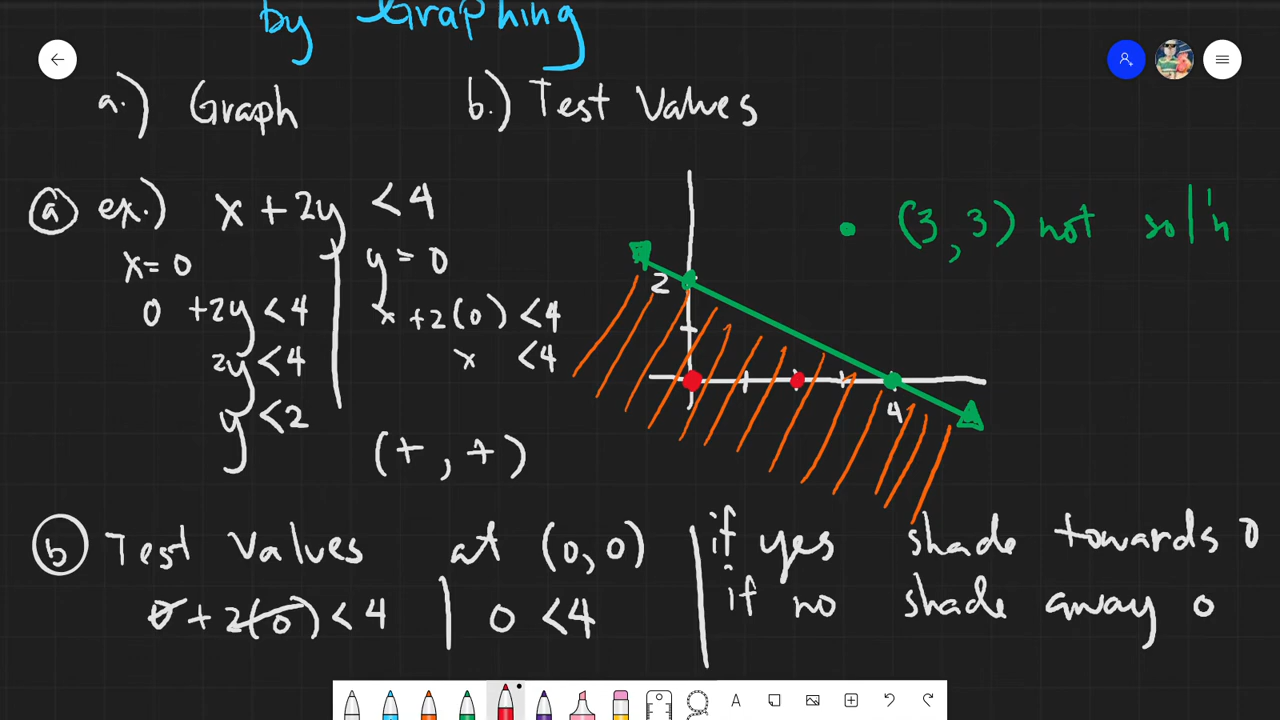 by Graphing
a.) Graph b.) Test Values
(a) ex.) x + 2y < 4
x = 0 y = 0
0 + 2y < 4 x + 2(0) < 4
2y < 4 x < 4
y < 2
(+, +)
2
4
(3, 3) not sol'n
(b) Test Values at (0, 0) if yes shade towards 0
0 + 2(0) < 4 0 < 4 if no shade away 0
A